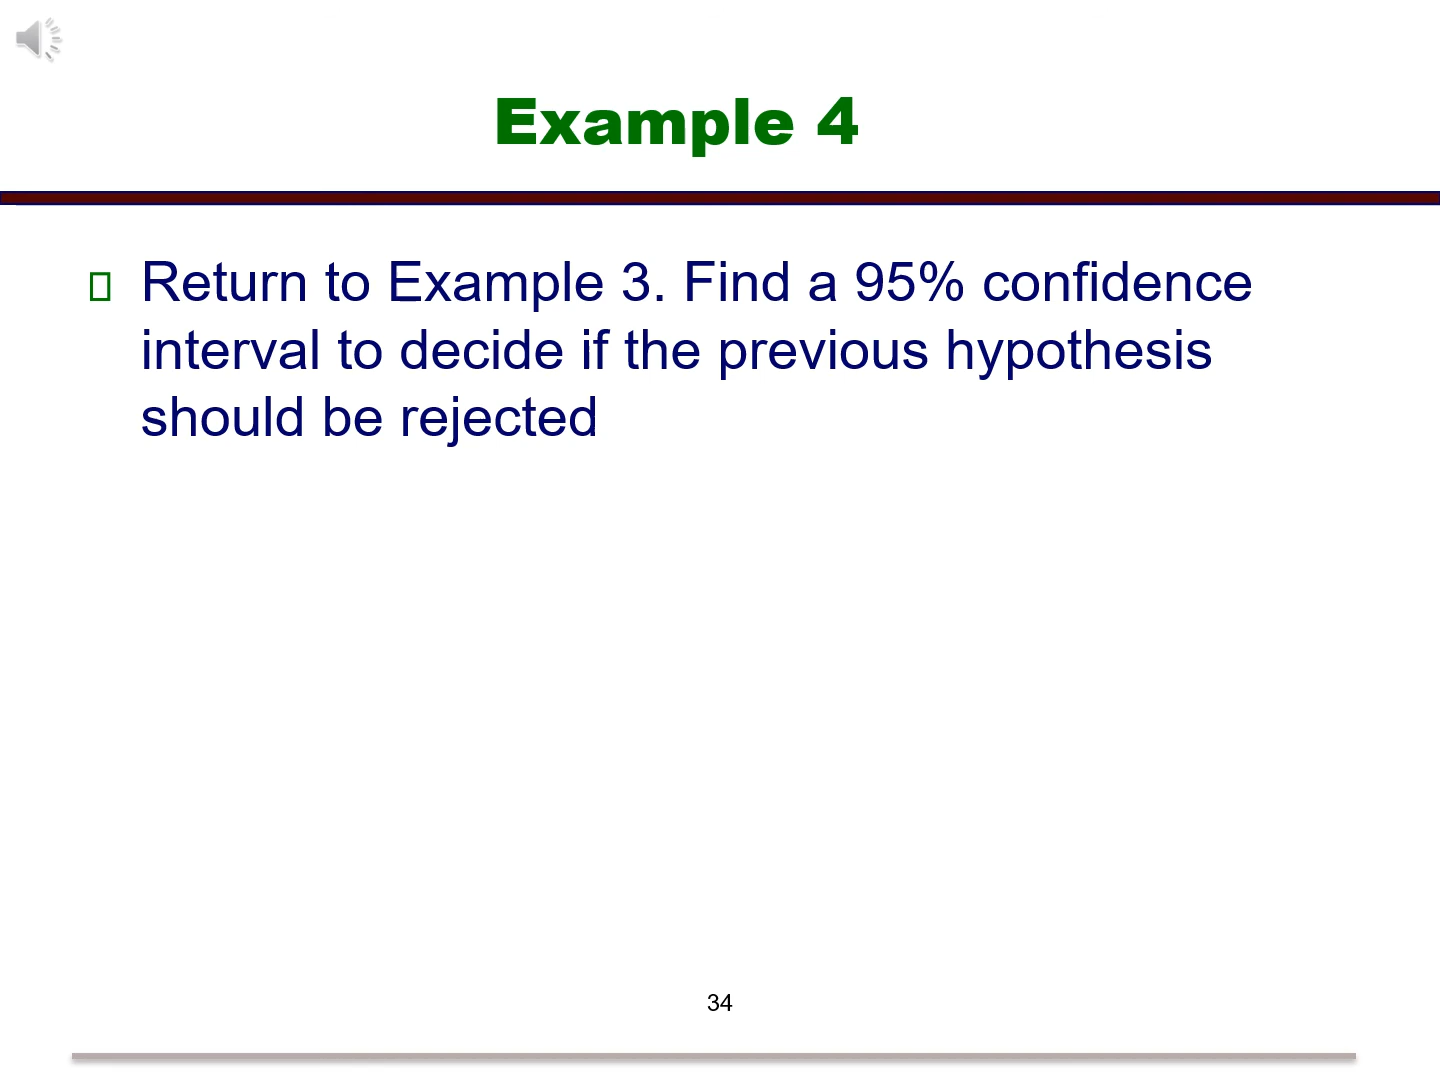 Example 4
Return to Example 3. Find a 95% confidence
interval to decide if the previous hypothesis
should be rejected
34